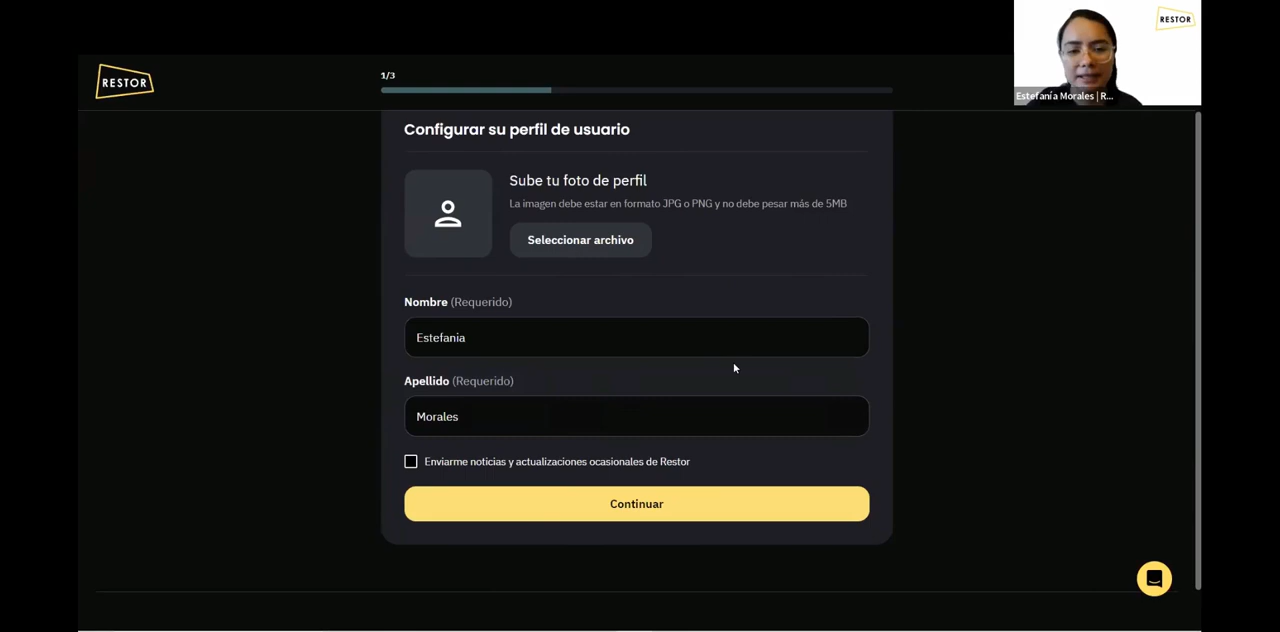 RESTOR
Estefanía Morales | R...
RESTOR
1/3
Configurar su perfil de usuario
Sube tu foto de perfil
La imagen debe estar en formato JPG o PNG y no debe pesar más de 5MB
Seleccionar archivo
Nombre (Requerido)
Estefania
Apellido (Requerido)
Morales
Enviarme noticias y actualizaciones ocasionales de Restor
Continuar